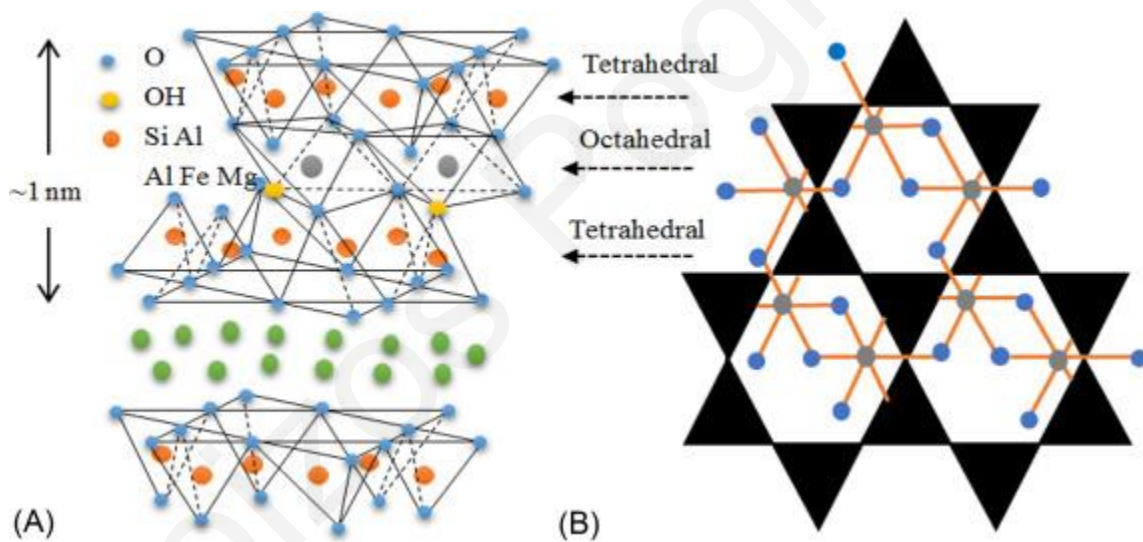 O
OH
Si Al
Al Fe Mg
~1 nm
Tetrahedral
Octahedral
Tetrahedral
(A)
(B)